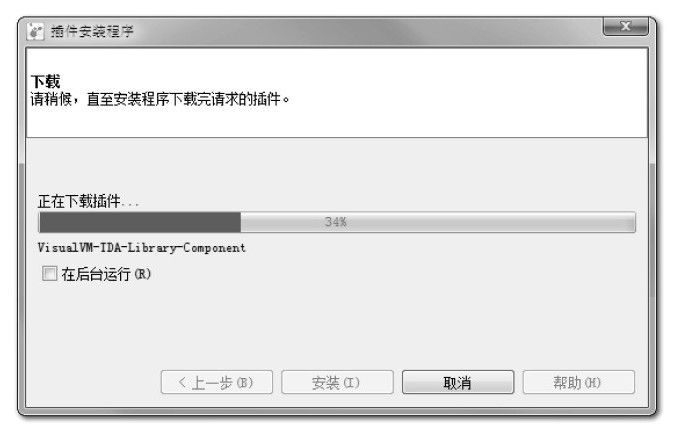 插件安装程序
下载
请稍候，直至安装程序下载完请求的插件。
正在下载插件...
34%
VisualVM-TDA-Library-Component
在后台运行(R)
< 上一步(B) 安装(I) 取消 帮助(H)